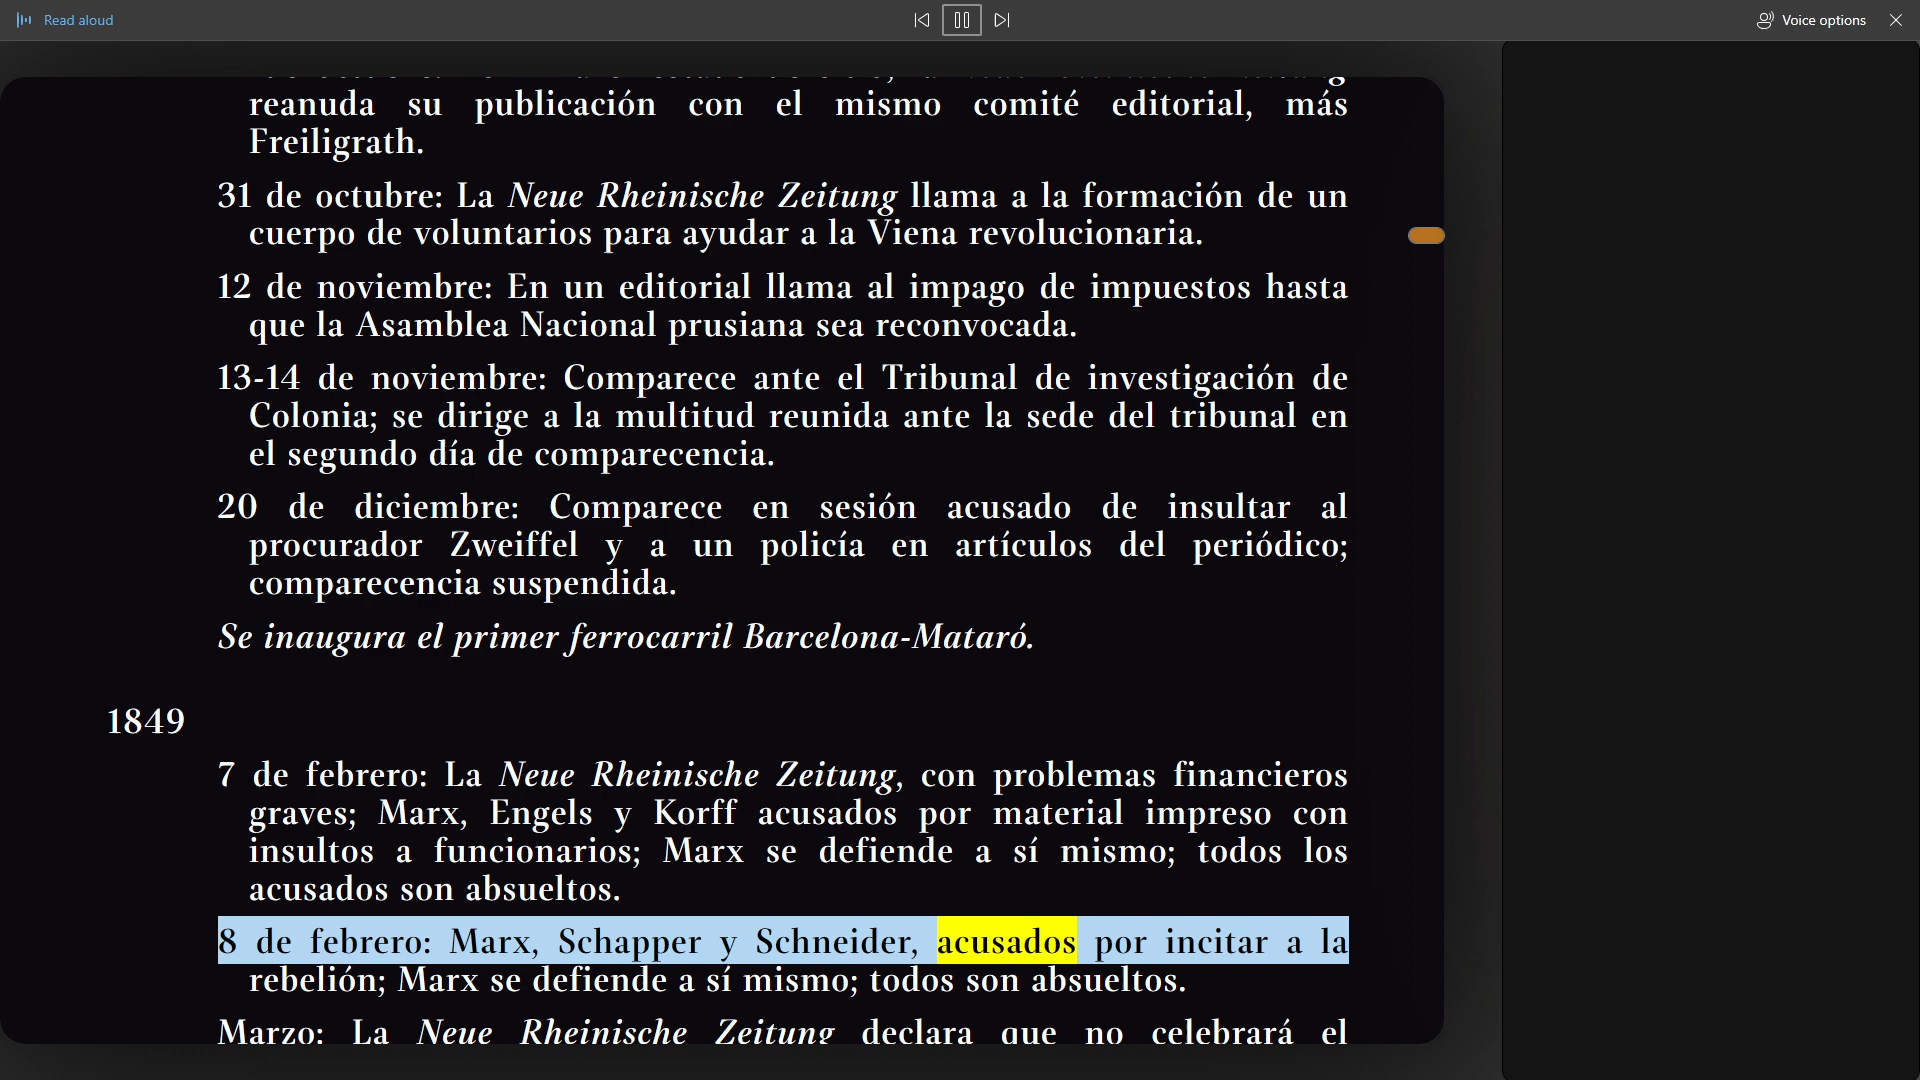 Read aloud
Voice options
reanuda su publicación con el mismo comité editorial, más
Freiligrath.
31 de octubre: La Neue Rheinische Zeitung llama a la formación de un
cuerpo de voluntarios para ayudar a la Viena revolucionaria.
12 de noviembre: En un editorial llama al impago de impuestos hasta
que la Asamblea Nacional prusiana sea reconvocada.
13-14 de noviembre: Comparece ante el Tribunal de investigación de
Colonia; se dirige a la multitud reunida ante la sede del tribunal en
el segundo día de comparecencia.
20 de diciembre: Comparece en sesión acusado de insultar al
procurador Zweiffel y a un policía en artículos del periódico;
comparecencia suspendida.
Se inaugura el primer ferrocarril Barcelona-Mataró.
1849
7 de febrero: La Neue Rheinische Zeitung, con problemas financieros
graves; Marx, Engels y Korff acusados por material impreso con
insultos a funcionarios; Marx se defiende a sí mismo; todos los
acusados son absueltos.
8 de febrero: Marx, Schapper y Schneider, acusados por incitar a la
rebelión; Marx se defiende a sí mismo; todos son absueltos.
Marzo: La Neue Rheinische Zeitung declara que no celebrará el